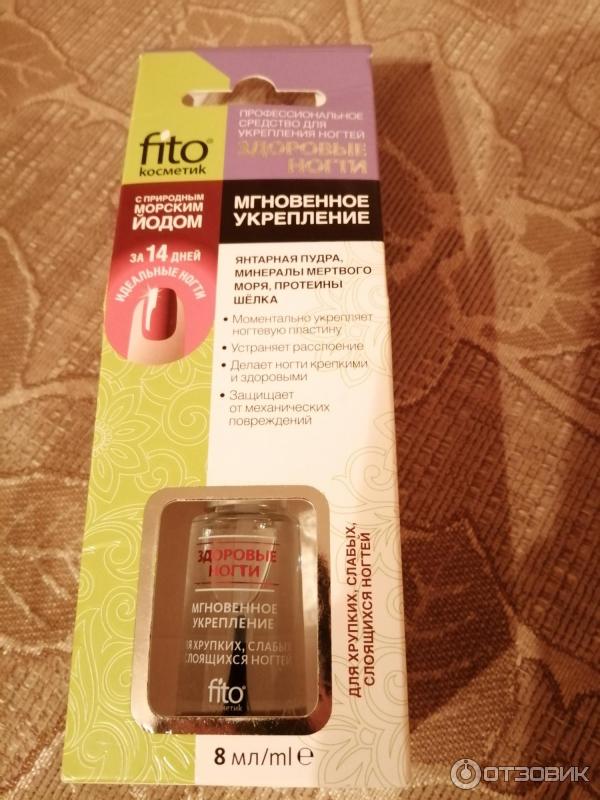 ПРОФЕССИОНАЛЬНОЕ
СРЕДСТВО ДЛЯ
УКРЕПЛЕНИЯ НОГТЕЙ
ЗДОРОВЫЕ
НОГТИ
fito®
косметик
С ПРИРОДНЫМ
МОРСКИМ
ЙОДОМ
ЗА 14 ДНЕЙ
ИДЕАЛЬНЫЕ НОГТИ
МГНОВЕННОЕ
УКРЕПЛЕНИЕ
ЯНТАРНАЯ ПУДРА,
МИНЕРАЛЫ МЕРТВОГО
МОРЯ, ПРОТЕИНЫ
ШЁЛКА
• Моментально укрепляет
ногтевую пластину
• Устраняет расслоение
• Делает ногти крепкими
и здоровыми
• Защищает
от механических
повреждений
ДЛЯ ХРУПКИХ, СЛАБЫХ,
СЛОЯЩИХСЯ НОГТЕЙ
ЗДОРОВЫЕ
НОГТИ
МГНОВЕННОЕ
УКРЕПЛЕНИЕ
ЛЯ ХРУПКИХ, СЛАБЫХ
СЛОЯЩИХСЯ НОГТЕЙ
fito®
косметик
8 мл/ml e
ОТЗОВИК